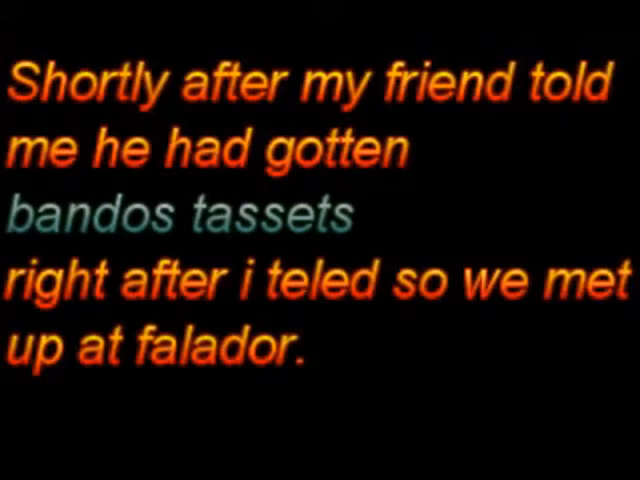 Shortly after my friend told
me he had gotten
bandos tassets
right after i teled so we met
up at falador.